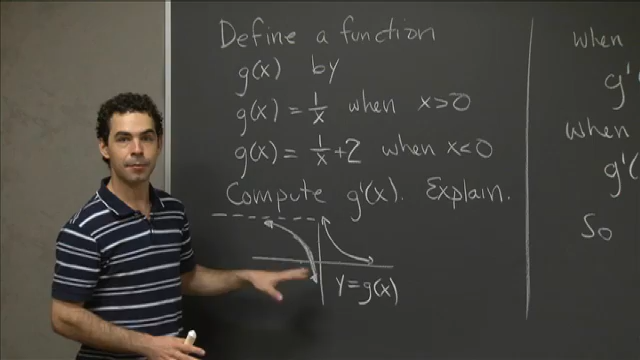 Define a function
g(x) by
g(x) = 1/x when x>0
g(x) = 1/x + 2 when x<0
Compute g'(x). Explain.
y=g(x)
when
g'(
when
g'(
So